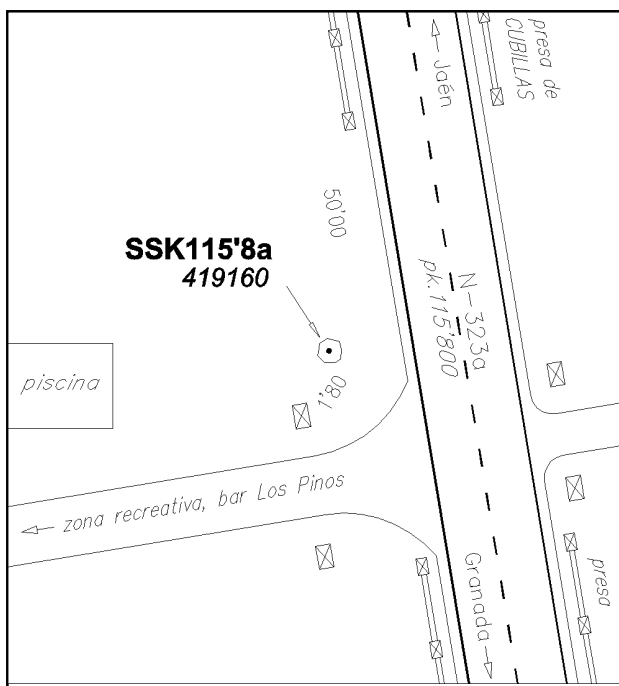 presa de
CUBILLAS
← Jaén
50'00
SSK115'8a
419160
N-323a
pk.115'800
piscina
1'80
← zona recreativa, bar Los Pinos
Granada →
presa